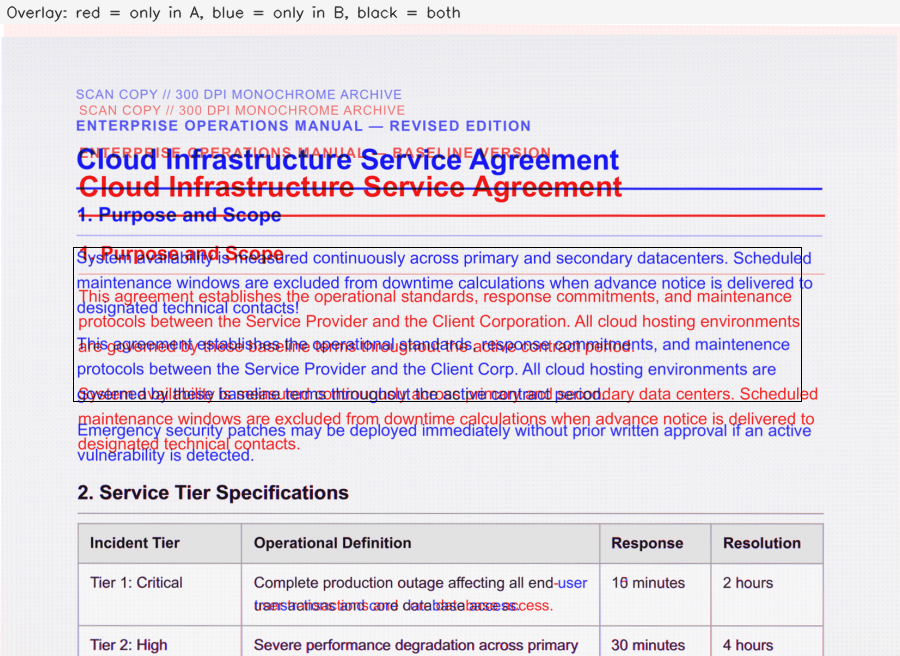 Overlay: red = only in A, blue = only in B, black = both
SCAN COPY // 300 DPI MONOCHROME ARCHIVE
SCAN COPY // 300 DPI MONOCHROME ARCHIVE
ENTERPRISE OPERATIONS MANUAL — REVISED EDITION
ENTERPRISE OPERATIONS MANUAL — BASELINE VERSION
Cloud Infrastructure Service Agreement
Cloud Infrastructure Service Agreement
1. Purpose and Scope
1. Purpose and Scope
System availability is measured continuously across primary and secondary datacenters. Scheduled
maintenance windows are excluded from downtime calculations when advance notice is delivered to
This agreement establishes the operational standards, response commitments, and maintenance
designated technical contacts!
protocols between the Service Provider and the Client Corporation. All cloud hosting environments
This agreement establishes the operational standards, response commitments, and maintenence
are governed by these baseline terms throughout the active contract period.
protocols between the Service Provider and the Client Corp. All cloud hosting environments are
governed by these baseline terms throughout the active contract period.
System availability is measured continuously across primary and secondary data centers. Scheduled
maintenance windows are excluded from downtime calculations when advance notice is delivered to
Emergency security patches may be deployed immediately without prior written approval if an active
designated technical contacts.
vulnerability is detected.
2. Service Tier Specifications
Incident Tier Operational Definition Response Resolution
Tier 1: Critical Complete production outage affecting all end-user minutes 2 hours
transactions and core database access.
Tier 2: High Severe performance degradation across primary 30 minutes 4 hours